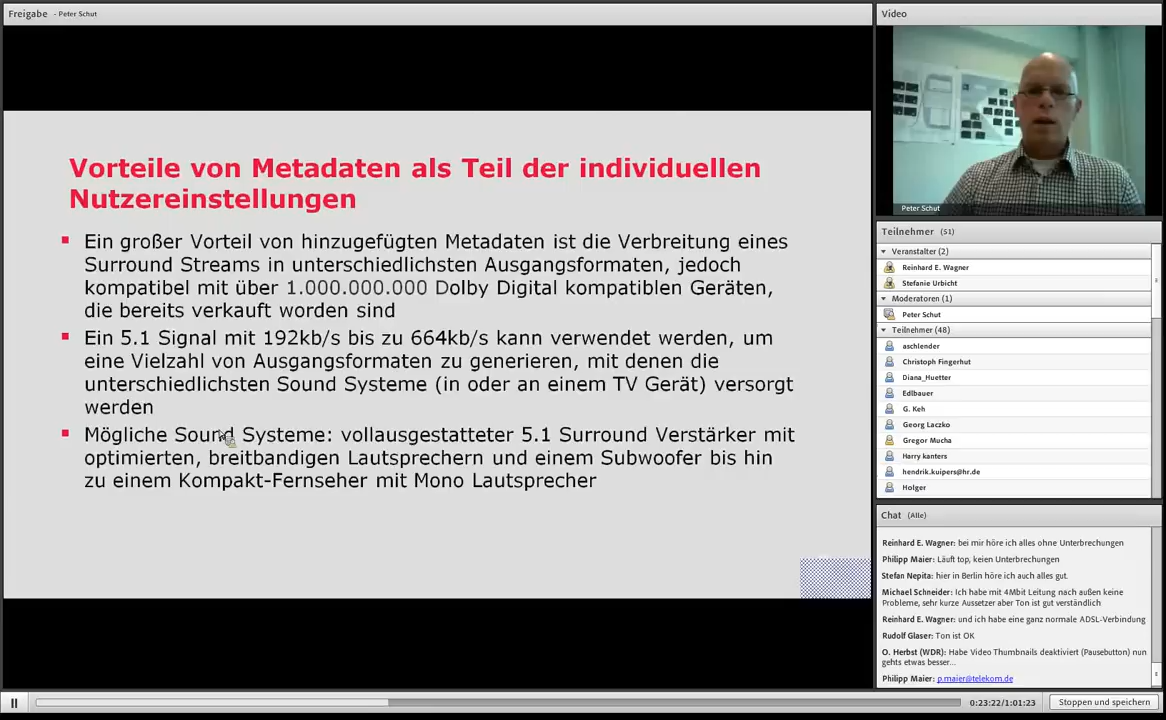 Freigabe - Peter Schut
Vorteile von Metadaten als Teil der individuellen
Nutzereinstellungen
Ein großer Vorteil von hinzugefügten Metadaten ist die Verbreitung eines
Surround Streams in unterschiedlichsten Ausgangsformaten, jedoch
kompatibel mit über 1.000.000.000 Dolby Digital kompatiblen Geräten,
die bereits verkauft worden sind
Ein 5.1 Signal mit 192kb/s bis zu 664kb/s kann verwendet werden, um
eine Vielzahl von Ausgangsformaten zu generieren, mit denen die
unterschiedlichsten Sound Systeme (in oder an einem TV Gerät) versorgt
werden
Mögliche Sound Systeme: vollausgestatteter 5.1 Surround Verstärker mit
optimierten, breitbandigen Lautsprechern und einem Subwoofer bis hin
zu einem Kompakt-Fernseher mit Mono Lautsprecher
Video
Peter Schut
Teilnehmer (51)
Veranstalter (2)
Reinhard E. Wagner
Stefanie Urbicht
Moderatoren (1)
Peter Schut
Teilnehmer (48)
aschlender
Christoph Fingerhut
Diana_Huetter
Edlbauer
G. Keh
Georg Laczko
Gregor Mucha
Harry kanters
hendrik.kuipers@hr.de
Holger
Chat (Alle)
Reinhard E. Wagner: bei mir höre ich alles ohne Unterbrechungen
Philipp Maier: Läuft top, keien Unterbrechungen
Stefan Nepita: hier in Berlin höre ich auch alles gut.
Michael Schneider: Ich habe mit 4Mbit Leitung nach außen keine
Probleme, sehr kurze Aussetzer aber Ton ist gut verständlich
Reinhard E. Wagner: und ich habe eine ganz normale ADSL-Verbindung
Rudolf Glaser: Ton ist OK
O. Herbst (WDR): Habe Video Thumbnails deaktiviert (Pausebutton) nun
gehts etwas besser...
Philipp Maier: p.maier@telekom.de
0:23:22/1:01:23
Stoppen und speichern